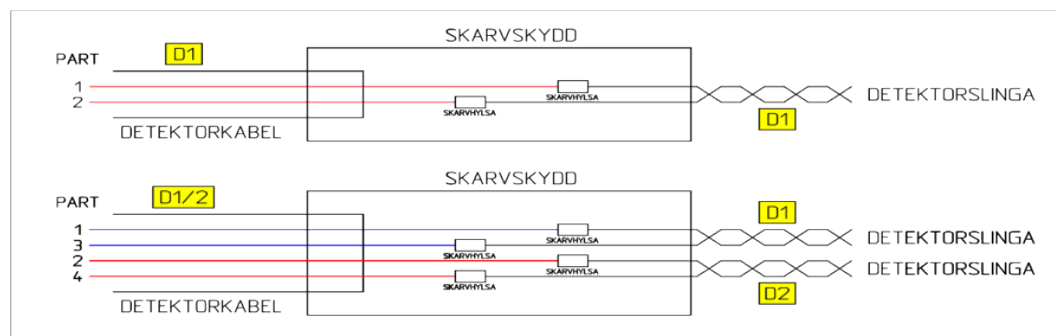 SKARVSKYDD
PART D1
1
SKARVHYLSA
2
SKARVHYLSA
DETEKTORSLINGA
D1
DETEKTORKABEL
SKARVSKYDD
PART D1/2
D1
1
SKARVHYLSA
DETEKTORSLINGA
3
SKARVHYLSA
2
SKARVHYLSA
DETEKTORSLINGA
4
SKARVHYLSA
D2
DETEKTORKABEL